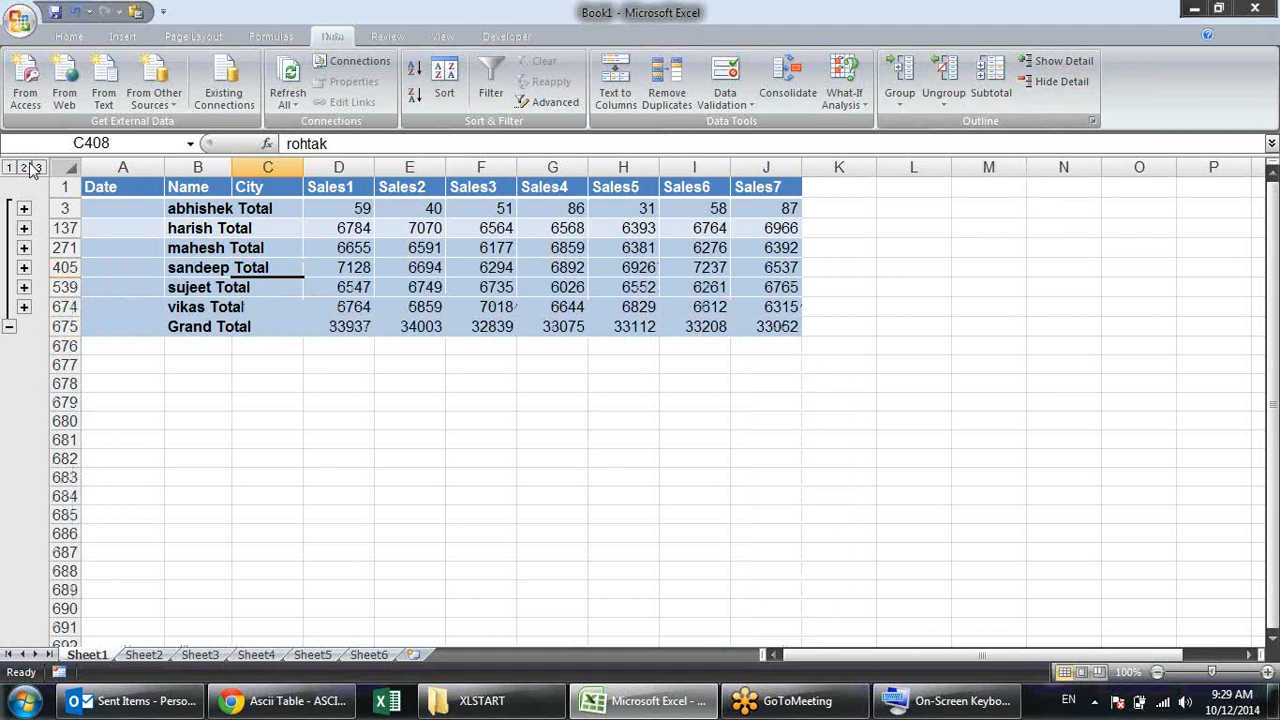 Book1 - Microsoft Excel
Home Insert Page Layout Formulas Data Review View Developer
From Access
From Web
From Text
From Other Sources
Existing Connections
Get External Data
Refresh All
Connections
Properties
Edit Links
Connections
Sort
Filter
Clear
Reapply
Advanced
Sort & Filter
Text to Columns
Remove Duplicates
Data Validation
Consolidate
What-If Analysis
Data Tools
Group
Ungroup
Subtotal
Show Detail
Hide Detail
Outline
C408 fx rohtak
1 2 3 A B C D E F G H I J K L M N O P
1 Date Name City Sales1 Sales2 Sales3 Sales4 Sales5 Sales6 Sales7
3 abhishek Total 59 40 51 86 31 58 87
137 harish Total 6784 7070 6564 6568 6393 6764 6966
271 mahesh Total 6655 6591 6177 6859 6381 6276 6392
405 sandeep Total 7128 6694 6294 6892 6926 7237 6537
539 sujeet Total 6547 6749 6735 6026 6552 6261 6765
674 vikas Total 6764 6859 7018 6644 6829 6612 6315
675 Grand Total 33937 34003 32839 33075 33112 33208 33062
676
677
678
679
680
681
682
683
684
685
686
687
688
689
690
691
692
Sheet1 Sheet2 Sheet3 Sheet4 Sheet5 Sheet6
Ready 100%
Sent Items - Perso... Ascii Table - ASCI... XLSTART Microsoft Excel - ... GoToMeeting On-Screen Keybo... EN 9:29 AM
10/12/2014